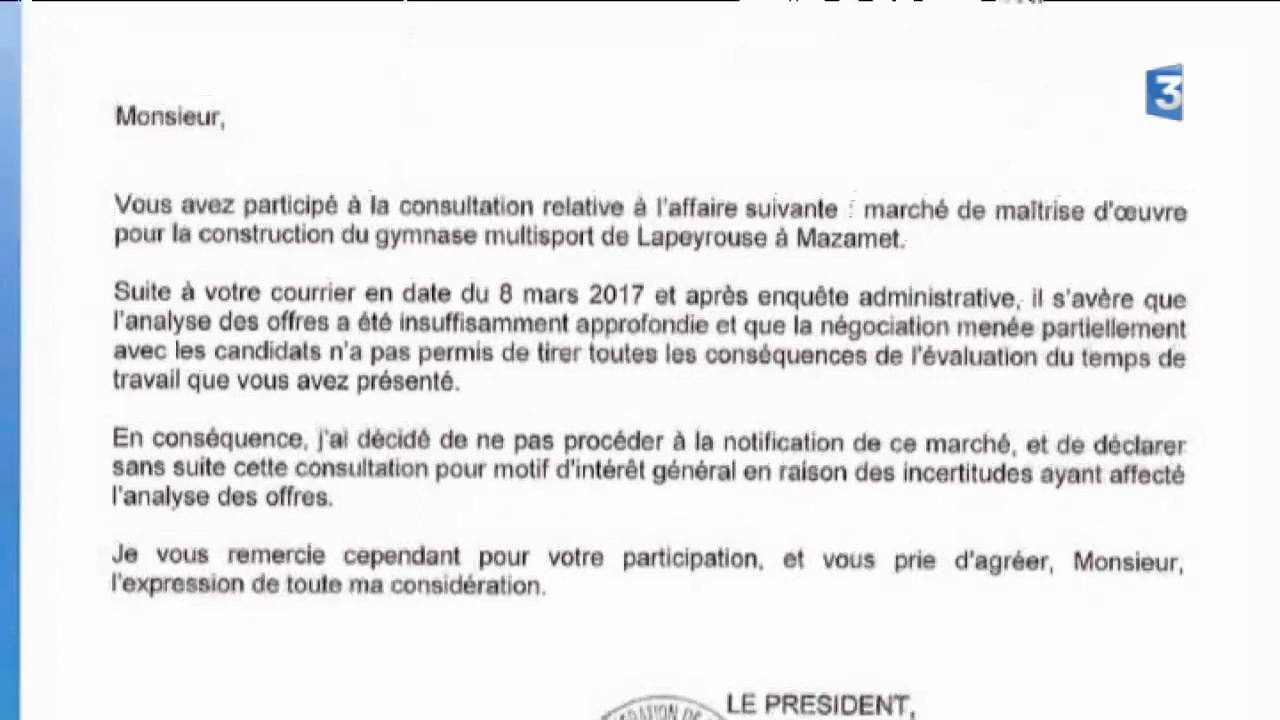 3
Monsieur,
Vous avez participé à la consultation relative à l'affaire suivante : marché de maîtrise d'œuvre
pour la construction du gymnase multisport de Lapeyrouse à Mazamet.
Suite à votre courrier en date du 8 mars 2017 et après enquête administrative, il s'avère que
l'analyse des offres a été insuffisamment approfondie et que la négociation menée partiellement
avec les candidats n'a pas permis de tirer toutes les conséquences de l'évaluation du temps de
travail que vous avez présenté.
En conséquence, j'ai décidé de ne pas procéder à la notification de ce marché, et de déclarer
sans suite cette consultation pour motif d'intérêt général en raison des incertitudes ayant affecté
l'analyse des offres.
Je vous remercie cependant pour votre participation, et vous prie d'agréer, Monsieur,
l'expression de toute ma considération.
LE PRESIDENT,